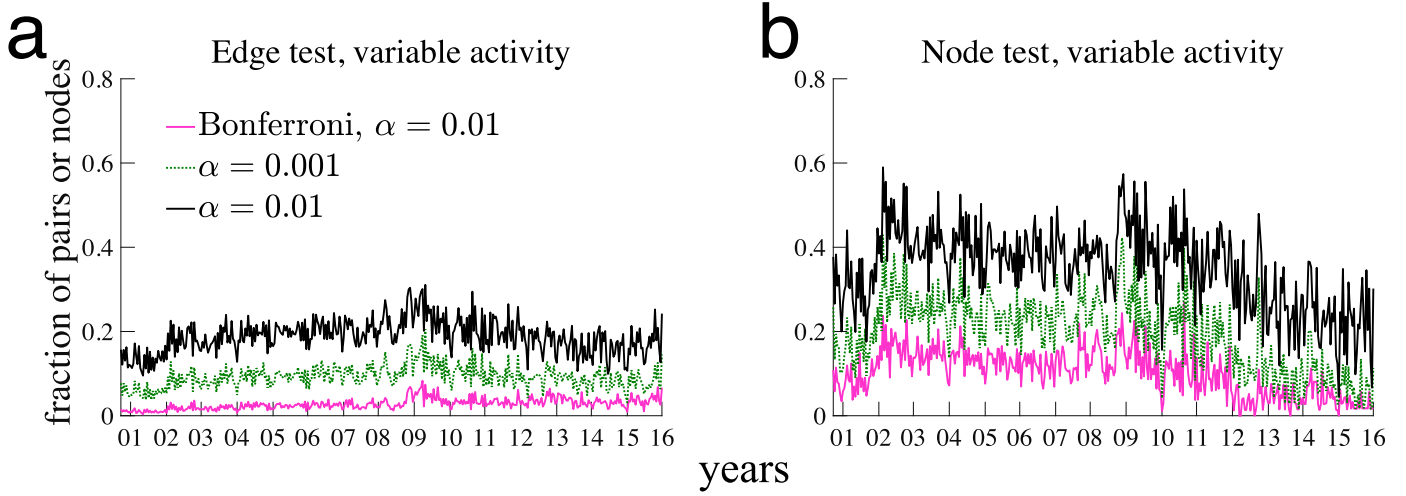 a
Edge test, variable activity
fraction of pairs or nodes
0.8
0.6
0.4
0.2
0
Bonferroni, α = 0.01
α = 0.001
α = 0.01
01 02 03 04 05 06 07 08 09 10 11 12 13 14 15 16
b
Node test, variable activity
0.8
0.6
0.4
0.2
0
01 02 03 04 05 06 07 08 09 10 11 12 13 14 15 16
years